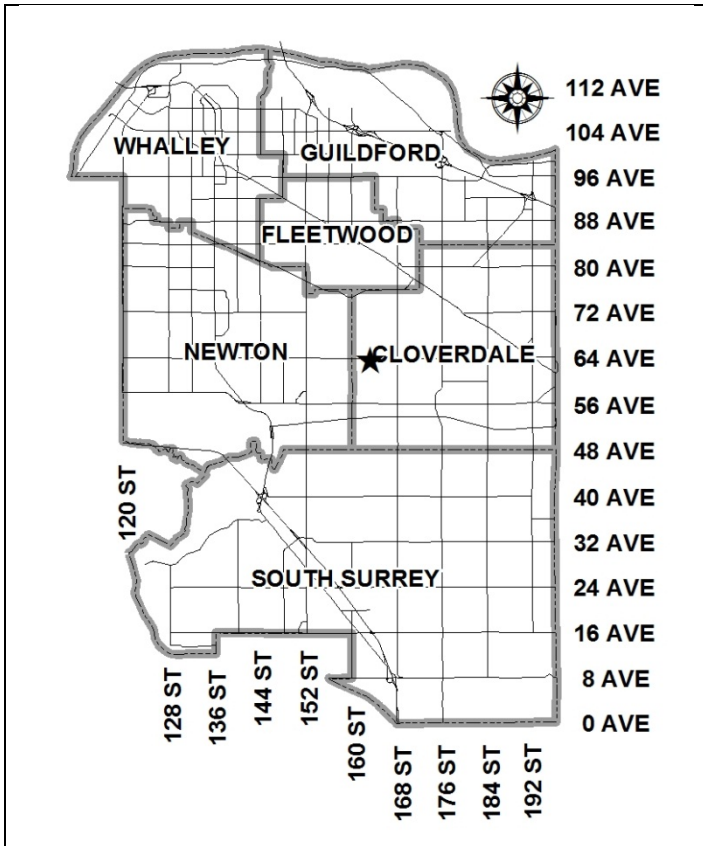 112 AVE
104 AVE
WHALLEY
GUILDFORD
96 AVE
88 AVE
FLEETWOOD
80 AVE
72 AVE
NEWTON
CLOVERDALE
64 AVE
56 AVE
48 AVE
120 ST
40 AVE
32 AVE
SOUTH SURREY
24 AVE
16 AVE
128 ST
136 ST
144 ST
152 ST
160 ST
8 AVE
0 AVE
168 ST
176 ST
184 ST
192 ST